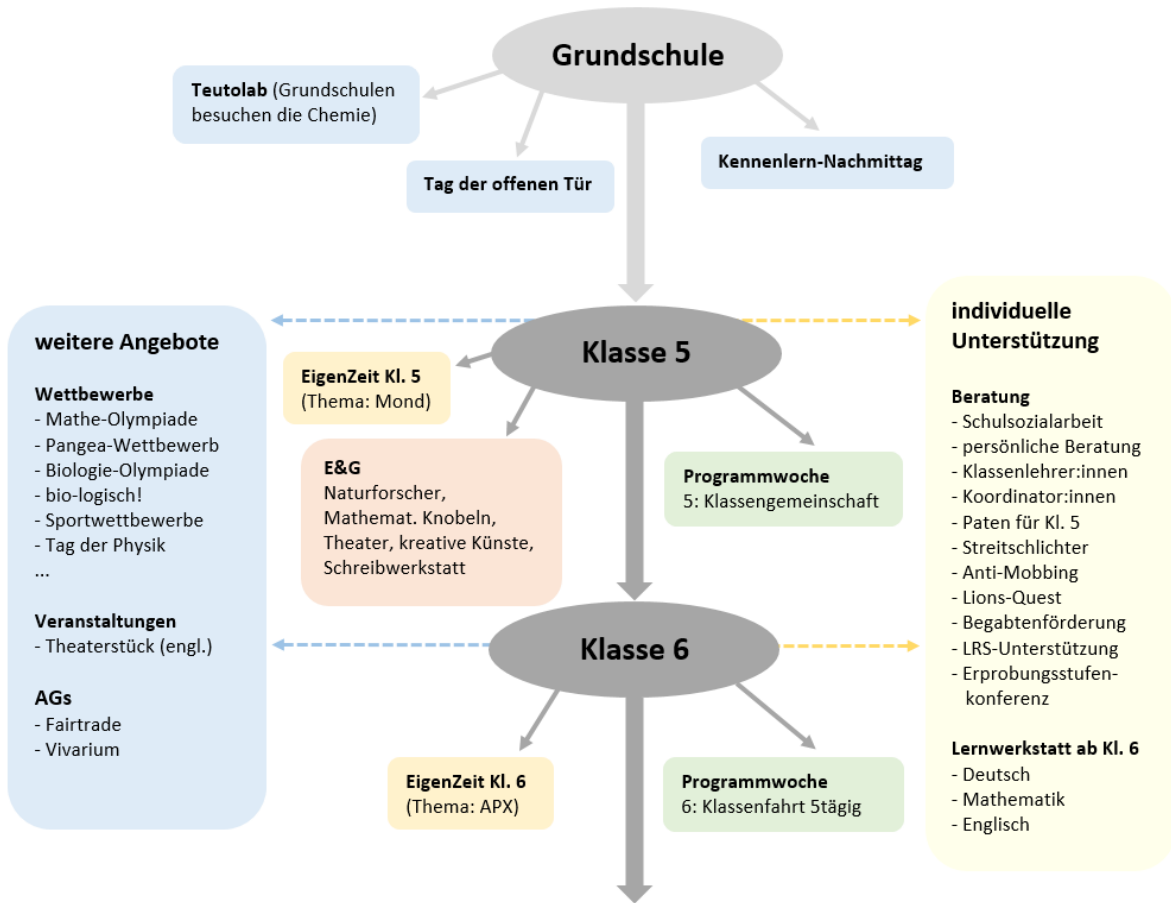 Grundschule
Teutolab (Grundschulen
besuchen die Chemie)
Tag der offenen Tür
Kennenlern-Nachmittag
weitere Angebote
Wettbewerbe
- Mathe-Olympiade
- Pangea-Wettbewerb
- Biologie-Olympiade
- bio-logisch!
- Sportwettbewerbe
- Tag der Physik
...
Veranstaltungen
- Theaterstück (engl.)
AGs
- Fairtrade
- Vivarium
Klasse 5
EigenZeit Kl. 5
(Thema: Mond)
E&G
Naturforscher,
Mathemat. Knobeln,
Theater, kreative Künste,
Schreibwerkstatt
Programmwoche
5: Klassengemeinschaft
Klasse 6
EigenZeit Kl. 6
(Thema: APX)
Programmwoche
6: Klassenfahrt 5tägig
individuelle
Unterstützung
Beratung
- Schulsozialarbeit
- persönliche Beratung
- Klassenlehrer:innen
- Koordinator:innen
- Paten für Kl. 5
- Streitschlichter
- Anti-Mobbing
- Lions-Quest
- Begabtenförderung
- LRS-Unterstützung
- Erprobungsstufen-
konferenz
Lernwerkstatt ab Kl. 6
- Deutsch
- Mathematik
- Englisch